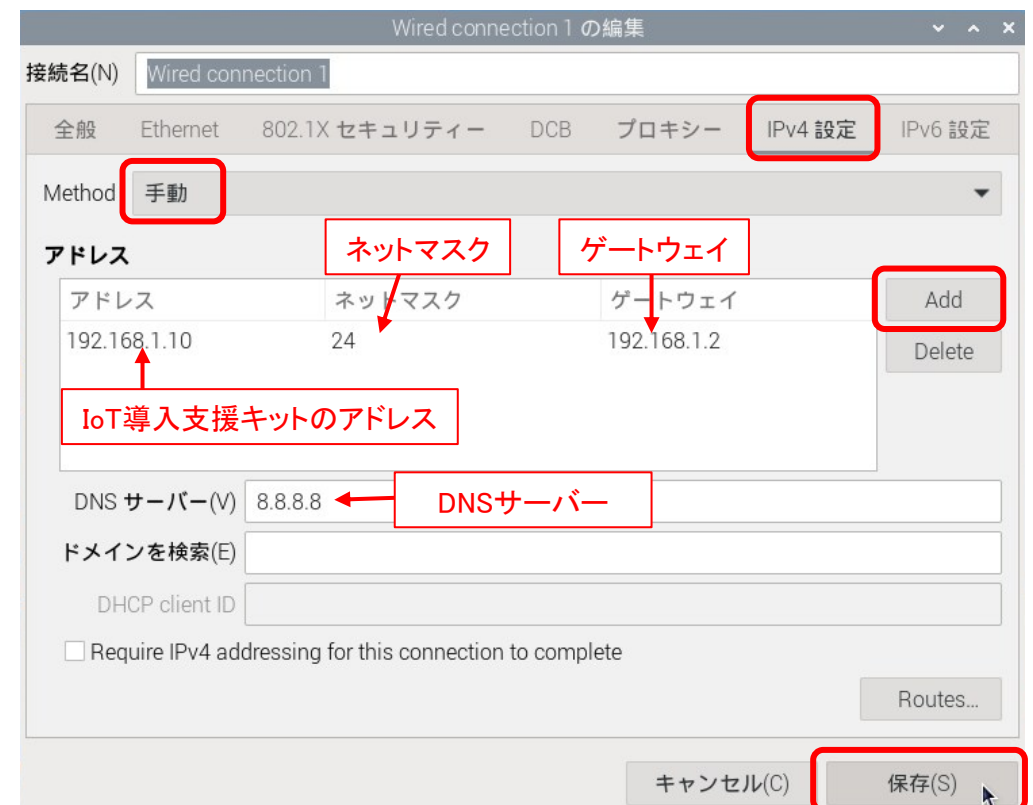 Wired connection 1 の編集
接続名(N) Wired connection 1
全般 Ethernet 802.1X セキュリティー DCB プロキシー IPv4 設定 IPv6 設定
Method 手動
アドレス
ネットマスク ゲートウェイ
アドレス ネットマスク ゲートウェイ Add
192.168.1.10 24 192.168.1.2
Delete
IoT導入支援キットのアドレス
DNS サーバー(V) 8.8.8.8 DNSサーバー
ドメインを検索(E)
DHCP client ID
Require IPv4 addressing for this connection to complete
Routes...
キャンセル(C) 保存(S)